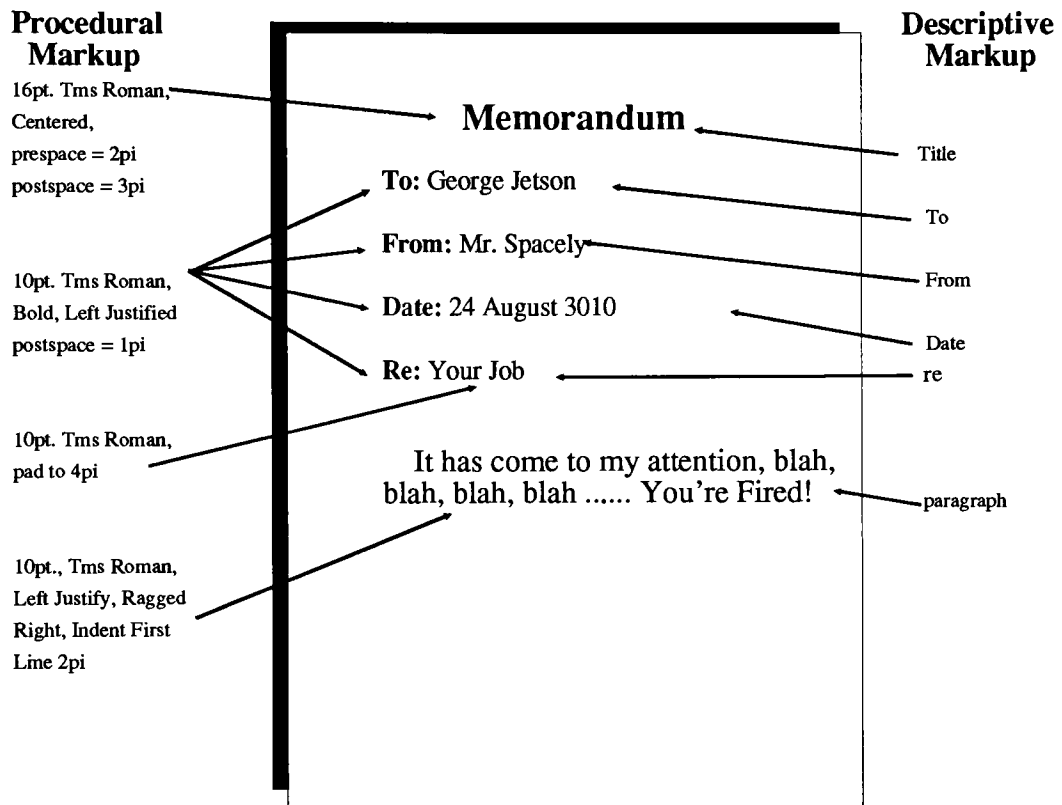 Procedural
Markup
16pt. Tms Roman,
Centered,
prespace = 2pi
postspace = 3pi
10pt. Tms Roman,
Bold, Left Justified
postspace = 1pi
10pt. Tms Roman,
pad to 4pi
10pt., Tms Roman,
Left Justify, Ragged
Right, Indent First
Line 2pi
Memorandum
To: George Jetson
From: Mr. Spacely
Date: 24 August 3010
Re: Your Job
It has come to my attention, blah,
blah, blah, blah ...... You're Fired!
Descriptive
Markup
Title
To
From
Date
re
paragraph